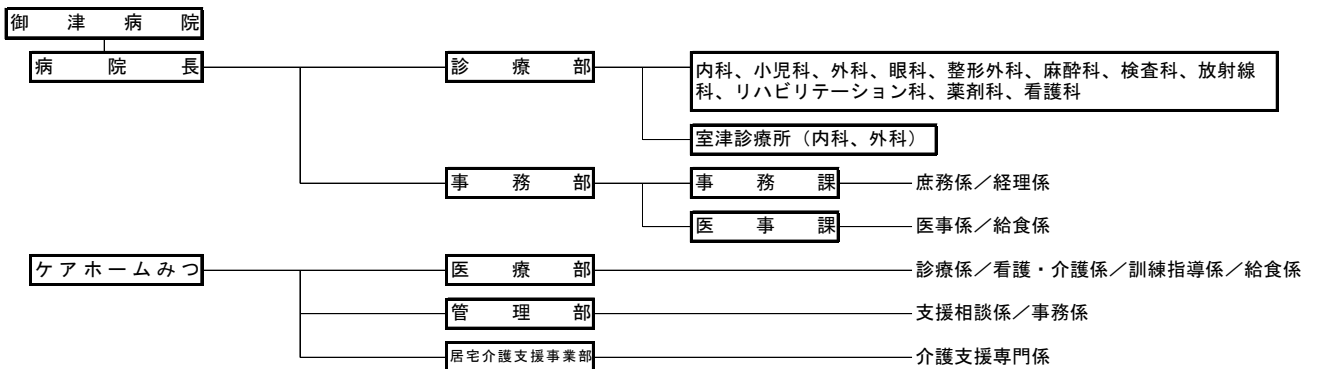 御津病院
病院長
診療部
内科、小児科、外科、眼科、整形外科、麻酔科、検査科、放射線
科、リハビリテーション科、薬剤科、看護科
室津診療所（内科、外科）
事務部
事務課
庶務係／経理係
医事課
医事係／給食係
ケアホームみつ
医療部
診療係／看護・介護係／訓練指導係／給食係
管理部
支援相談係／事務係
居宅介護支援事業部
介護支援専門係